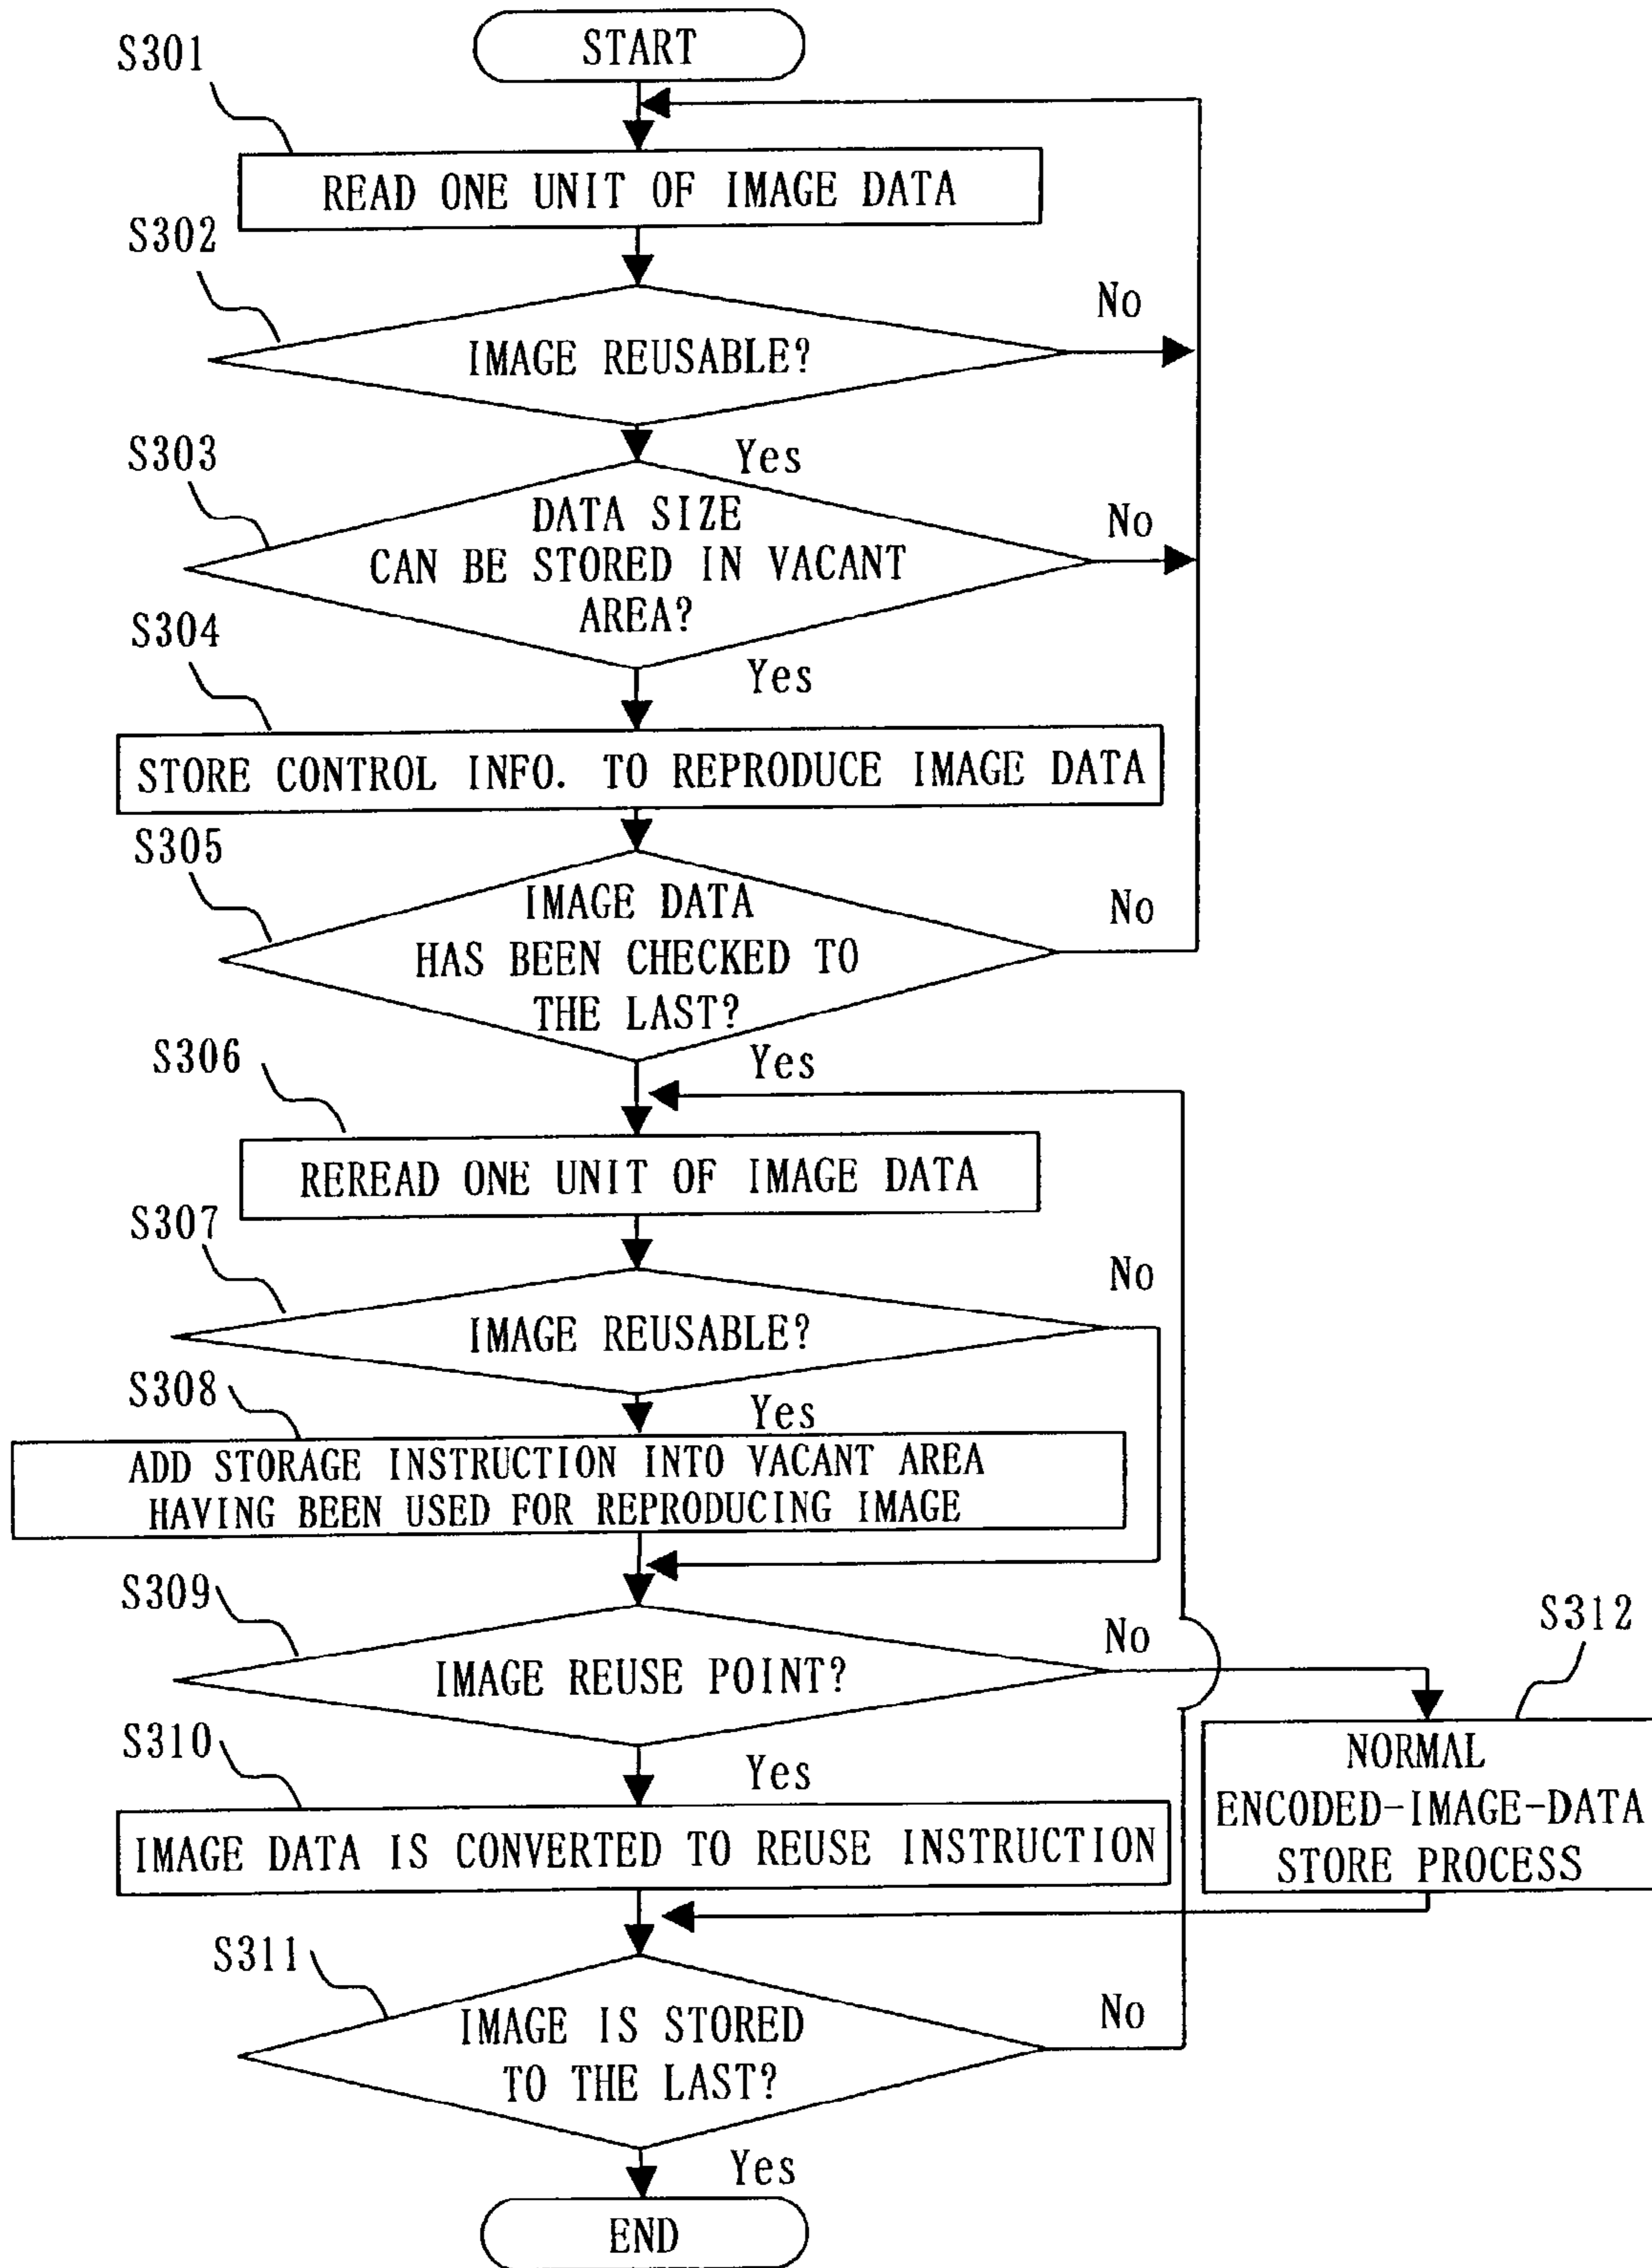 START
S301
READ ONE UNIT OF IMAGE DATA
S302
No
IMAGE REUSABLE?
Yes
S303
No
DATA SIZE
CAN BE STORED IN VACANT
AREA?
S304
Yes
STORE CONTROL INFO. TO REPRODUCE IMAGE DATA
S305
No
IMAGE DATA
HAS BEEN CHECKED TO
THE LAST?
S306
Yes
REREAD ONE UNIT OF IMAGE DATA
S307
No
IMAGE REUSABLE?
S308
Yes
ADD STORAGE INSTRUCTION INTO VACANT AREA
HAVING BEEN USED FOR REPRODUCING IMAGE
S309
No
S312
IMAGE REUSE POINT?
S310
Yes
NORMAL
ENCODED-IMAGE-DATA
STORE PROCESS
IMAGE DATA IS CONVERTED TO REUSE INSTRUCTION
S311
No
IMAGE IS STORED
TO THE LAST?
Yes
END